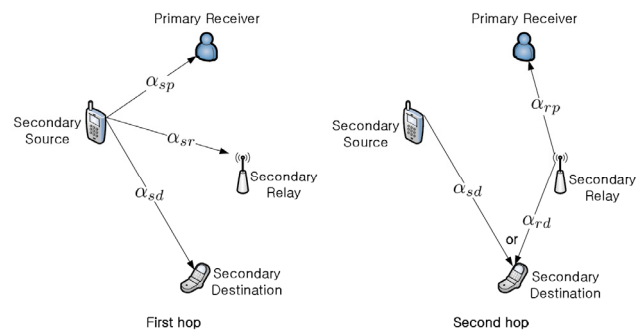 Primary Receiver
α_sp
Secondary
Source
α_sr
Secondary
Relay
α_sd
Secondary
Destination
First hop
Primary Receiver
α_rp
Secondary
Source
Secondary
Relay
α_sd
α_rd
or
Secondary
Destination
Second hop